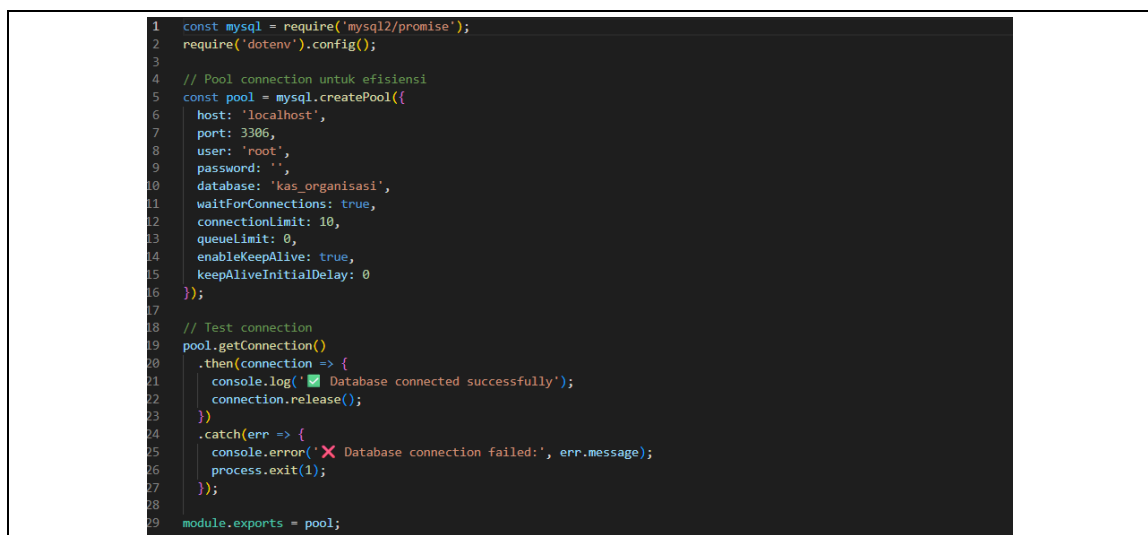 1 const mysql = require('mysql2/promise');
2 require('dotenv').config();
3
4 // Pool connection untuk efisiensi
5 const pool = mysql.createPool({
6 host: 'localhost',
7 port: 3306,
8 user: 'root',
9 password: '',
10 database: 'kas_organisasi',
11 waitForConnections: true,
12 connectionLimit: 10,
13 queueLimit: 0,
14 enableKeepAlive: true,
15 keepAliveInitialDelay: 0
16 });
17
18 // Test connection
19 pool.getConnection()
20 .then(connection => {
21 console.log('✅ Database connected successfully');
22 connection.release();
23 })
24 .catch(err => {
25 console.error('❌ Database connection failed:', err.message);
26 process.exit(1);
27 });
28
29 module.exports = pool;